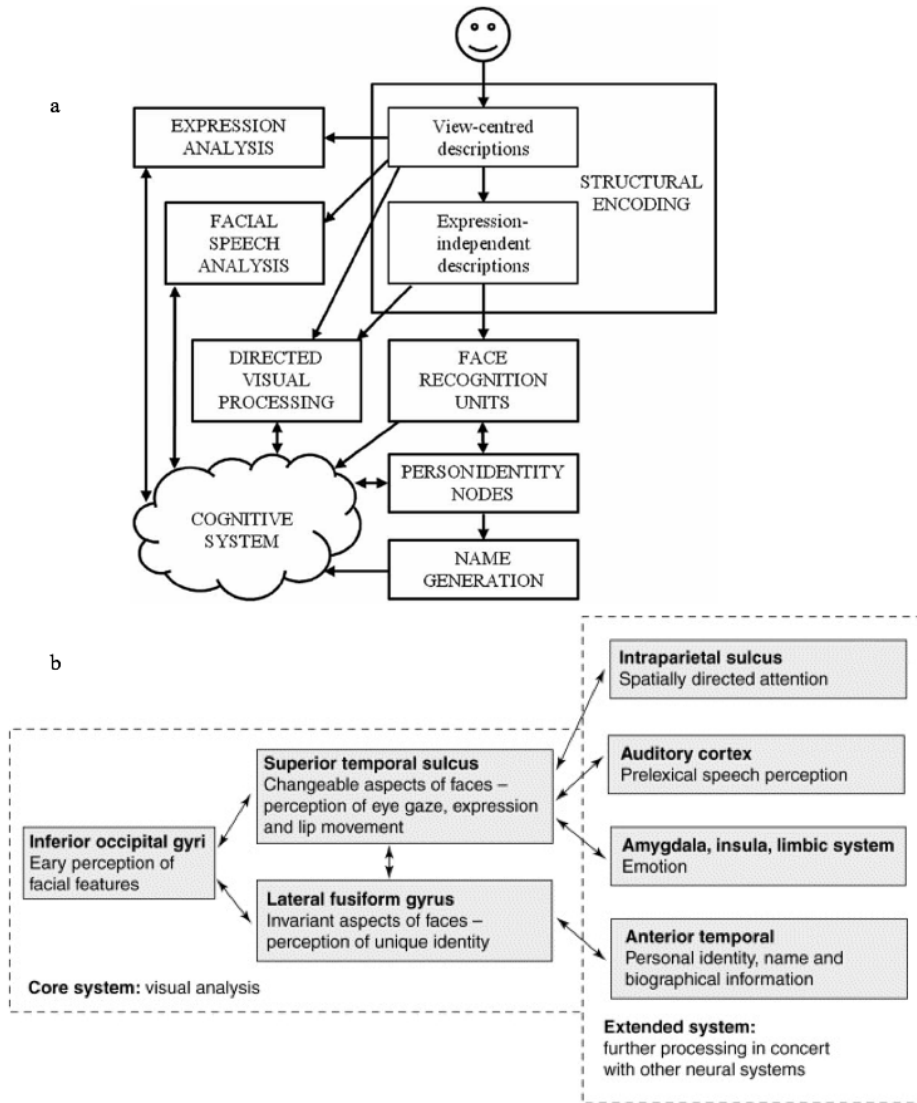 a
View-centred
descriptions
EXPRESSION
ANALYSIS
STRUCTURAL
ENCODING
FACIAL
SPEECH
ANALYSIS
Expression-
independent
descriptions
DIRECTED
VISUAL
PROCESSING
FACE
RECOGNITION
UNITS
PERSON IDENTITY
NODES
COGNITIVE
SYSTEM
NAME
GENERATION
b
Inferior occipital gyri
Eary perception of
facial features
Superior temporal sulcus
Changeable aspects of faces –
perception of eye gaze, expression
and lip movement
Lateral fusiform gyrus
Invariant aspects of faces –
perception of unique identity
Core system: visual analysis
Intraparietal sulcus
Spatially directed attention
Auditory cortex
Prelexical speech perception
Amygdala, insula, limbic system
Emotion
Anterior temporal
Personal identity, name and
biographical information
Extended system:
further processing in concert
with other neural systems